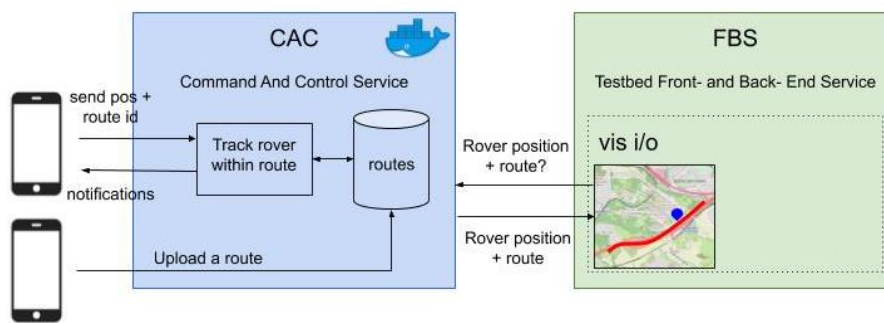 CAC
Command And Control Service
send pos +
route id
Track rover
within route
routes
notifications
Upload a route
Rover position
+ route?
Rover position
+ route
FBS
Testbed Front- and Back- End Service
vis i/o